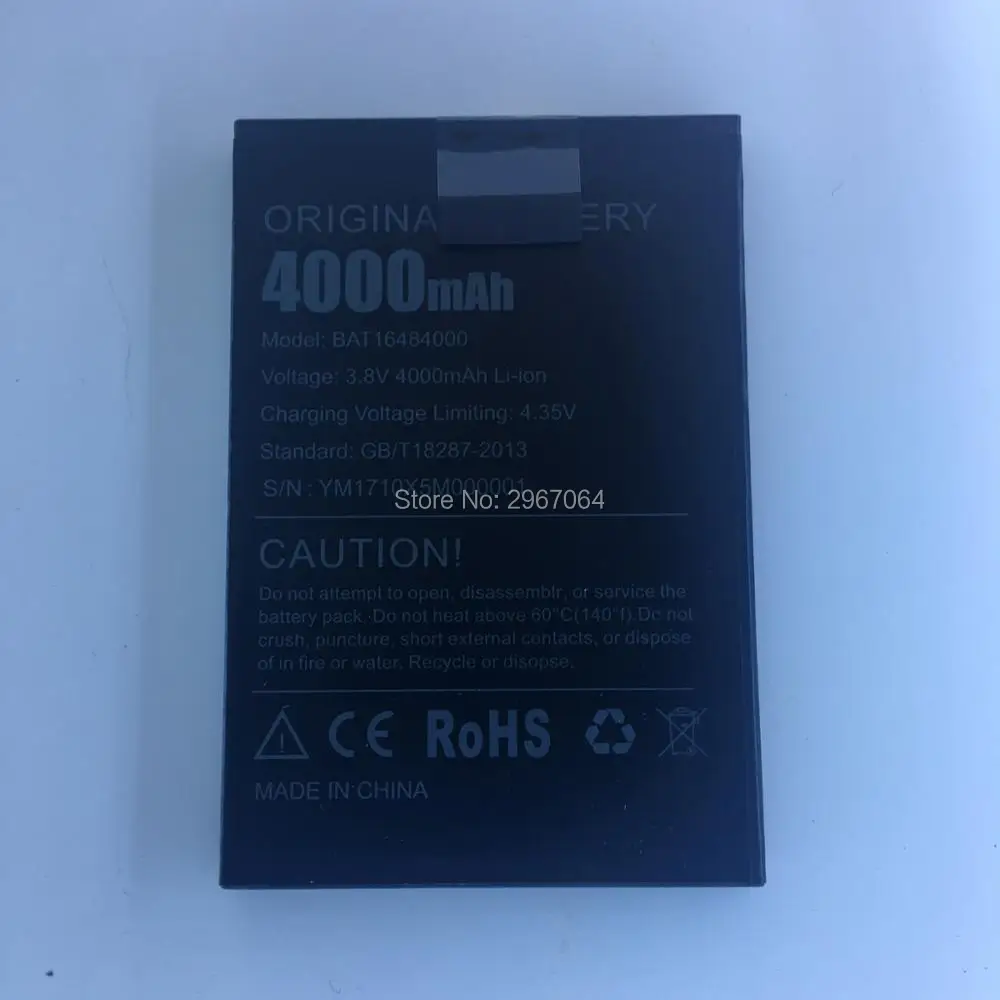 ORIGINA ERY
4000mAh
Model: BAT16484000
Voltage: 3.8V 4000mAh Li-ion
Charging Voltage Limiting: 4.35V
Standard: GB/T18287-2013
S/N : YM1710X5M000001
Store No: 2967064
CAUTION!
Do not attempt to open, disassemblr, or service the
battery pack. Do not heat above 60°C(140°f).Do not
crush, puncture, short external contacts, or dispose
of in fire or water. Recycle or disopse.
CE RoHS
MADE IN CHINA